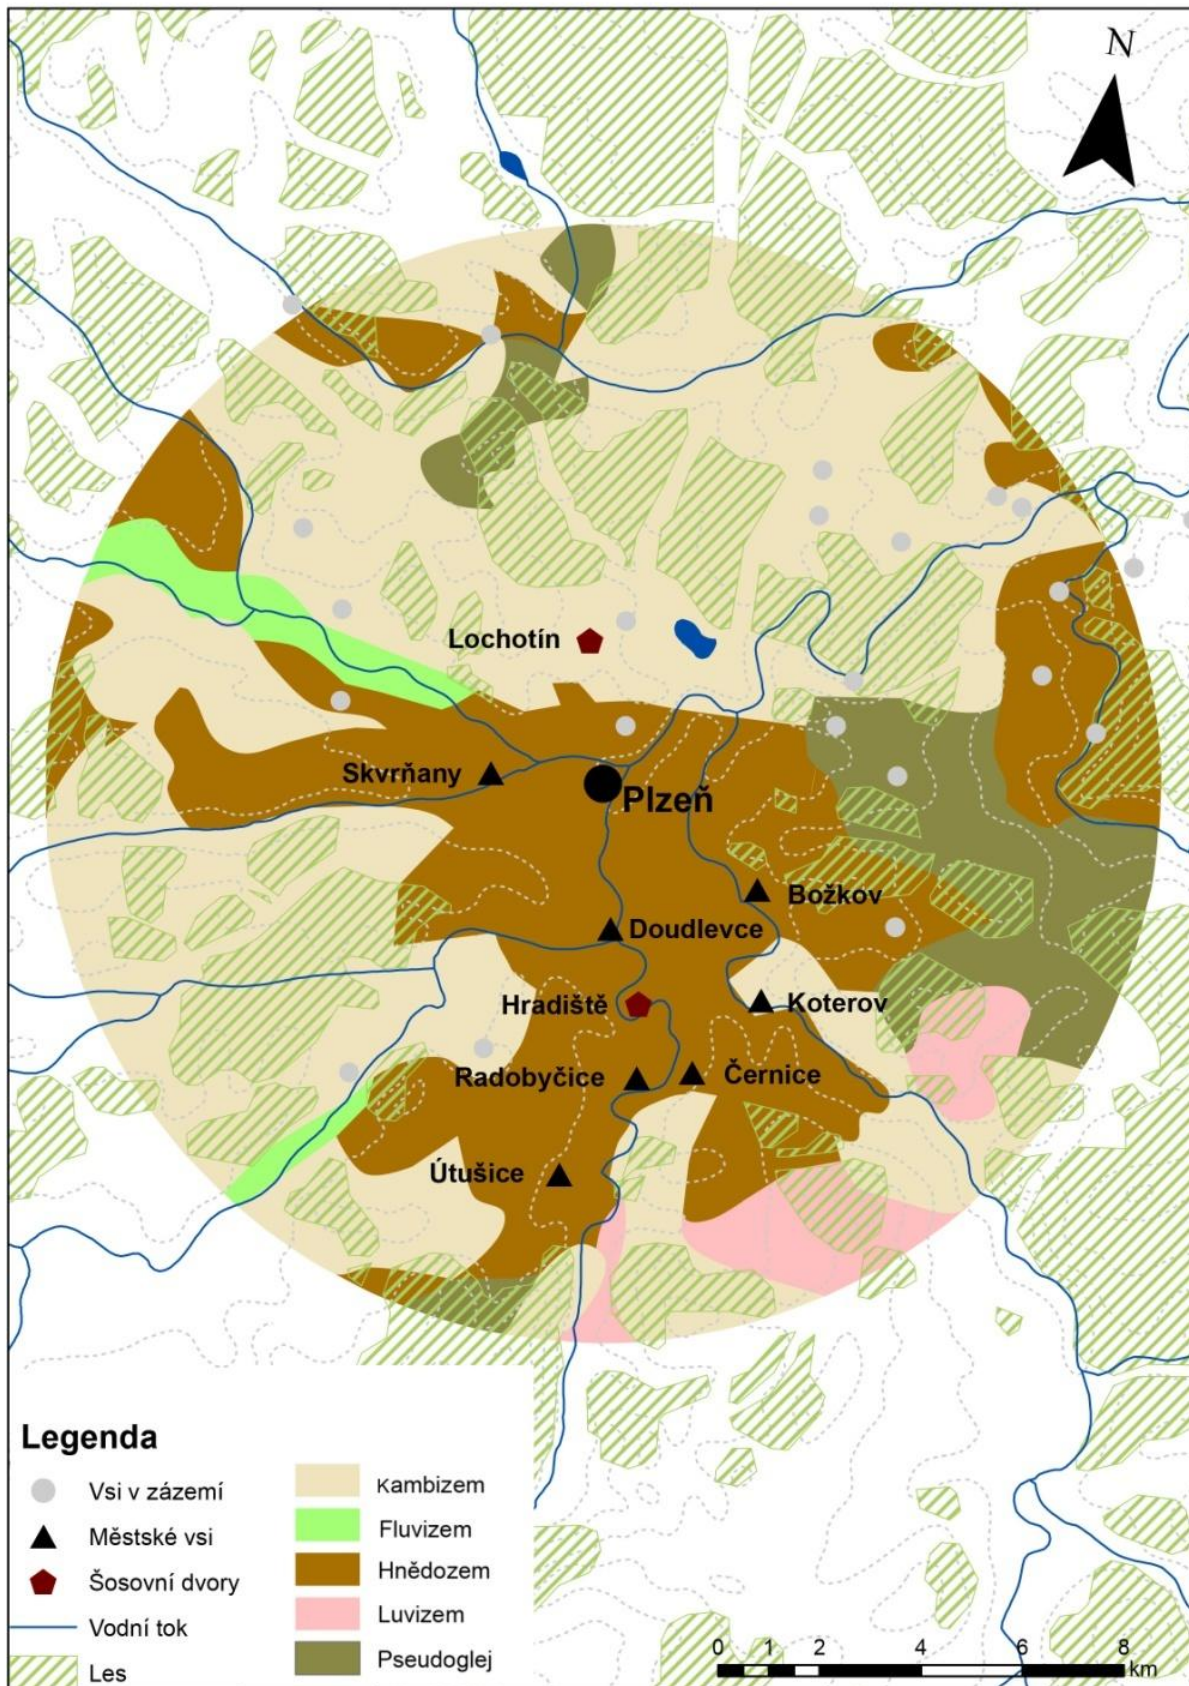 N
Lochotín
Skvrňany
Plzeň
Božkov
Doudlevce
Hradiště
Koterov
Radobyčice
Černice
Útušice
Legenda
Vsi v zázemí
Městské vsi
Šosovní dvory
Vodní tok
Les
Kambizem
Fluvizem
Hnědozem
Luvizem
Pseudoglej
0 1 2 4 6 8
km